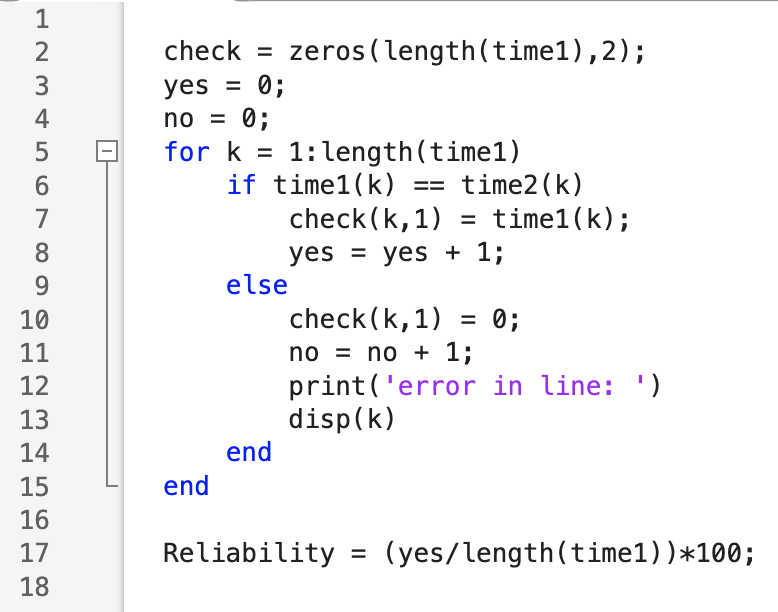 1
2 check = zeros(length(time1),2);
3 yes = 0;
4 no = 0;
5 for k = 1:length(time1)
6 if time1(k) == time2(k)
7 check(k,1) = time1(k);
8 yes = yes + 1;
9 else
10 check(k,1) = 0;
11 no = no + 1;
12 print('error in line: ')
13 disp(k)
14 end
15 end
16
17 Reliability = (yes/length(time1))*100;
18